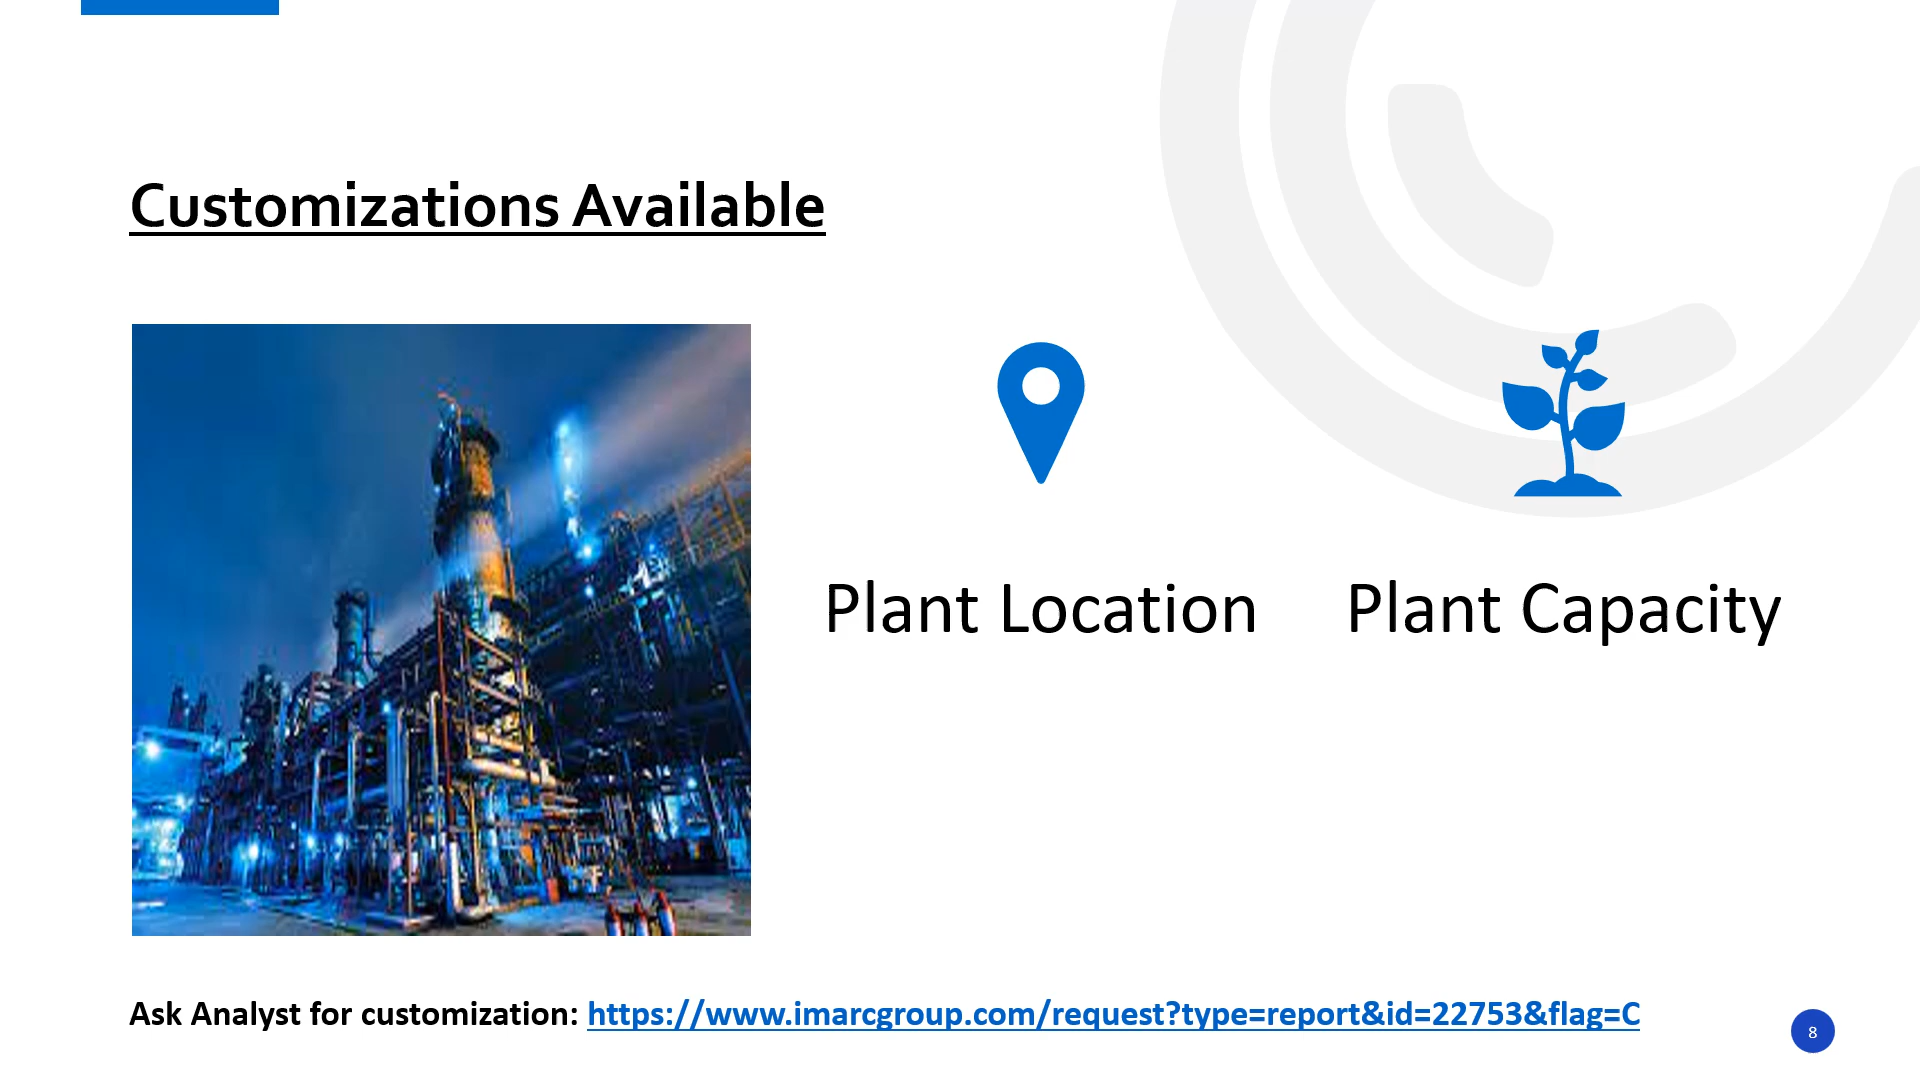 Customizations Available
Plant Location
Plant Capacity
Ask Analyst for customization: https://www.imarcgroup.com/request?type=report&id=22753&flag=C
8